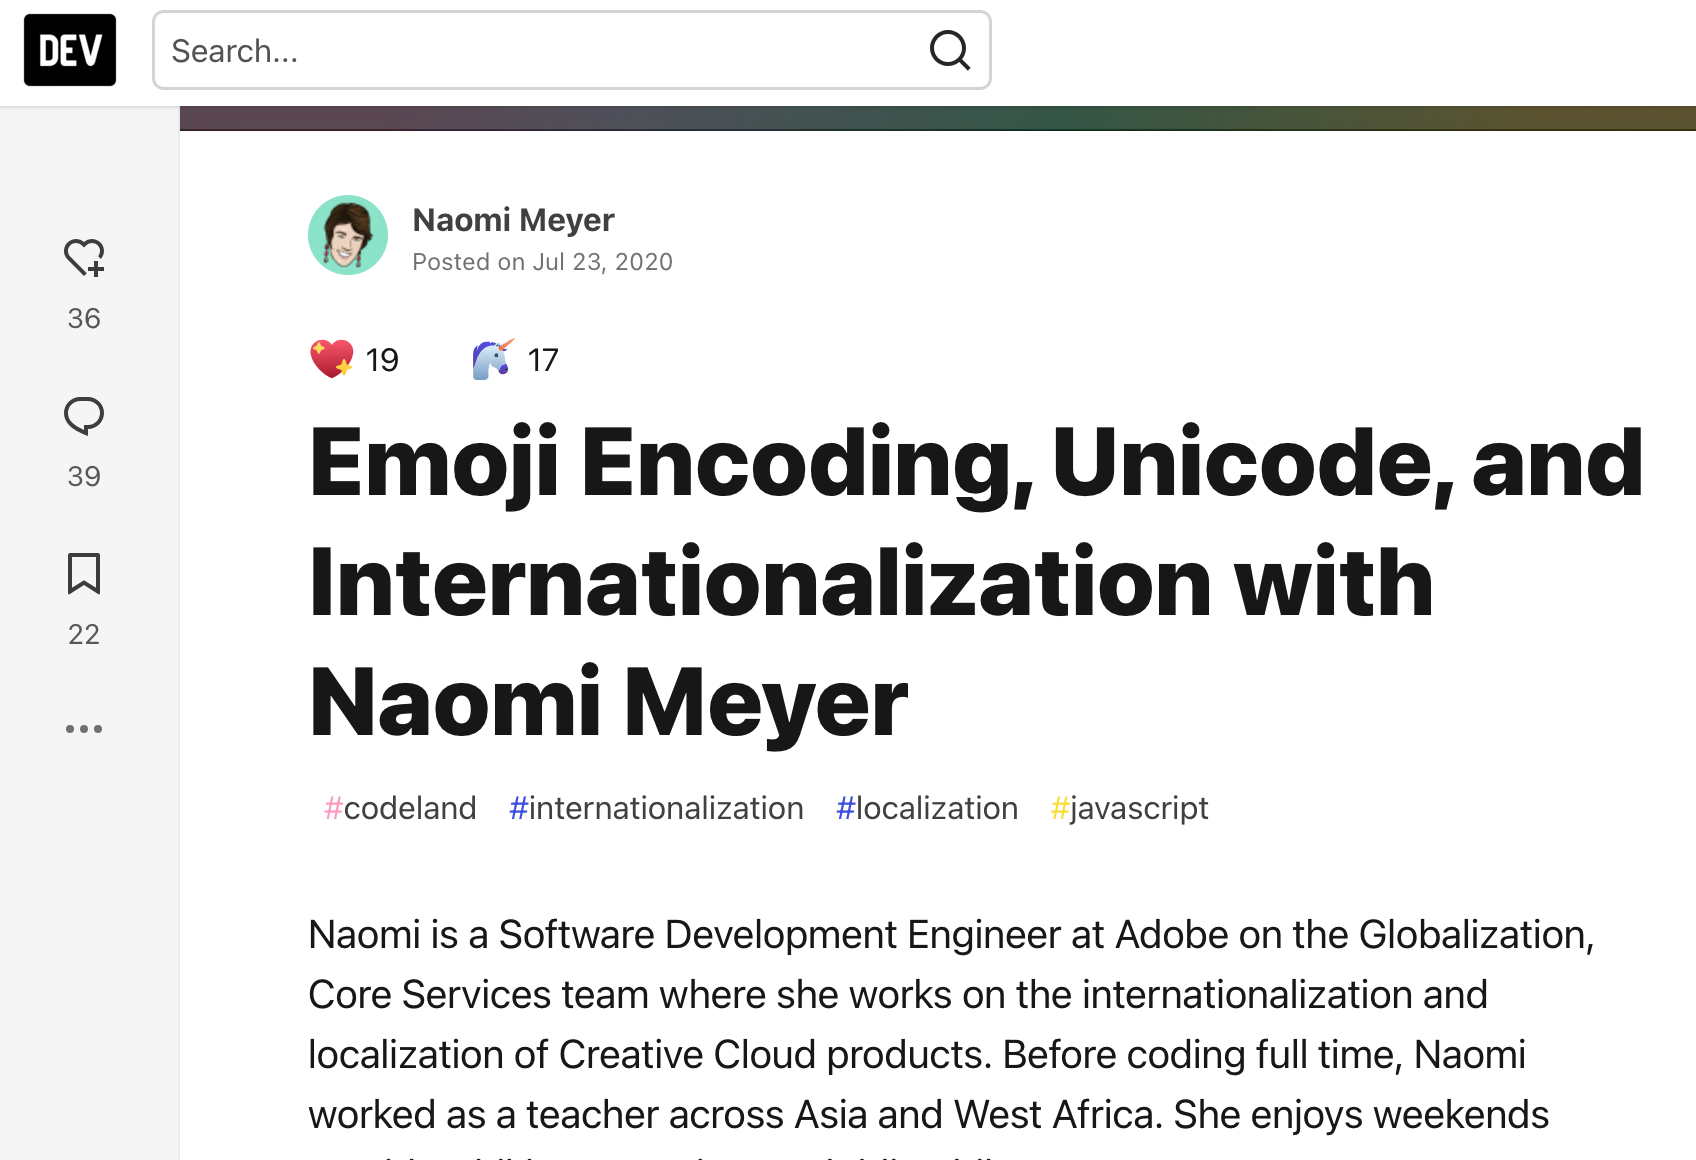 DEV
Search...
Naomi Meyer
Posted on Jul 23, 2020
36
19
17
39
22
Emoji Encoding, Unicode, and
Internationalization with
Naomi Meyer
#codeland #internationalization #localization #javascript
Naomi is a Software Development Engineer at Adobe on the Globalization,
Core Services team where she works on the internationalization and
localization of Creative Cloud products. Before coding full time, Naomi
worked as a teacher across Asia and West Africa. She enjoys weekends